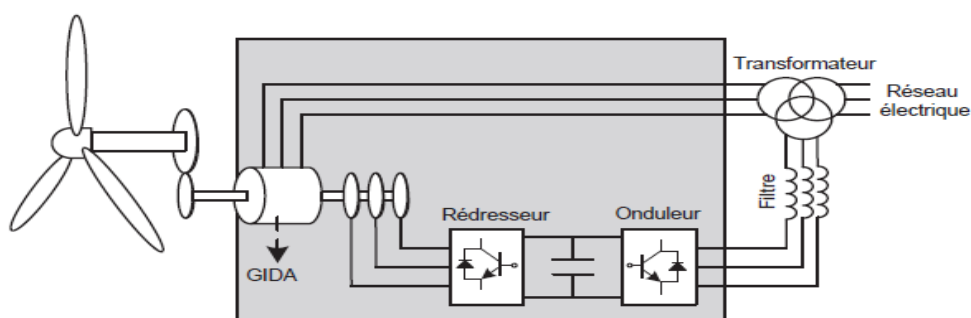 Transformateur
Réseau
électrique
Filtre
Rédresseur
Onduleur
GIDA